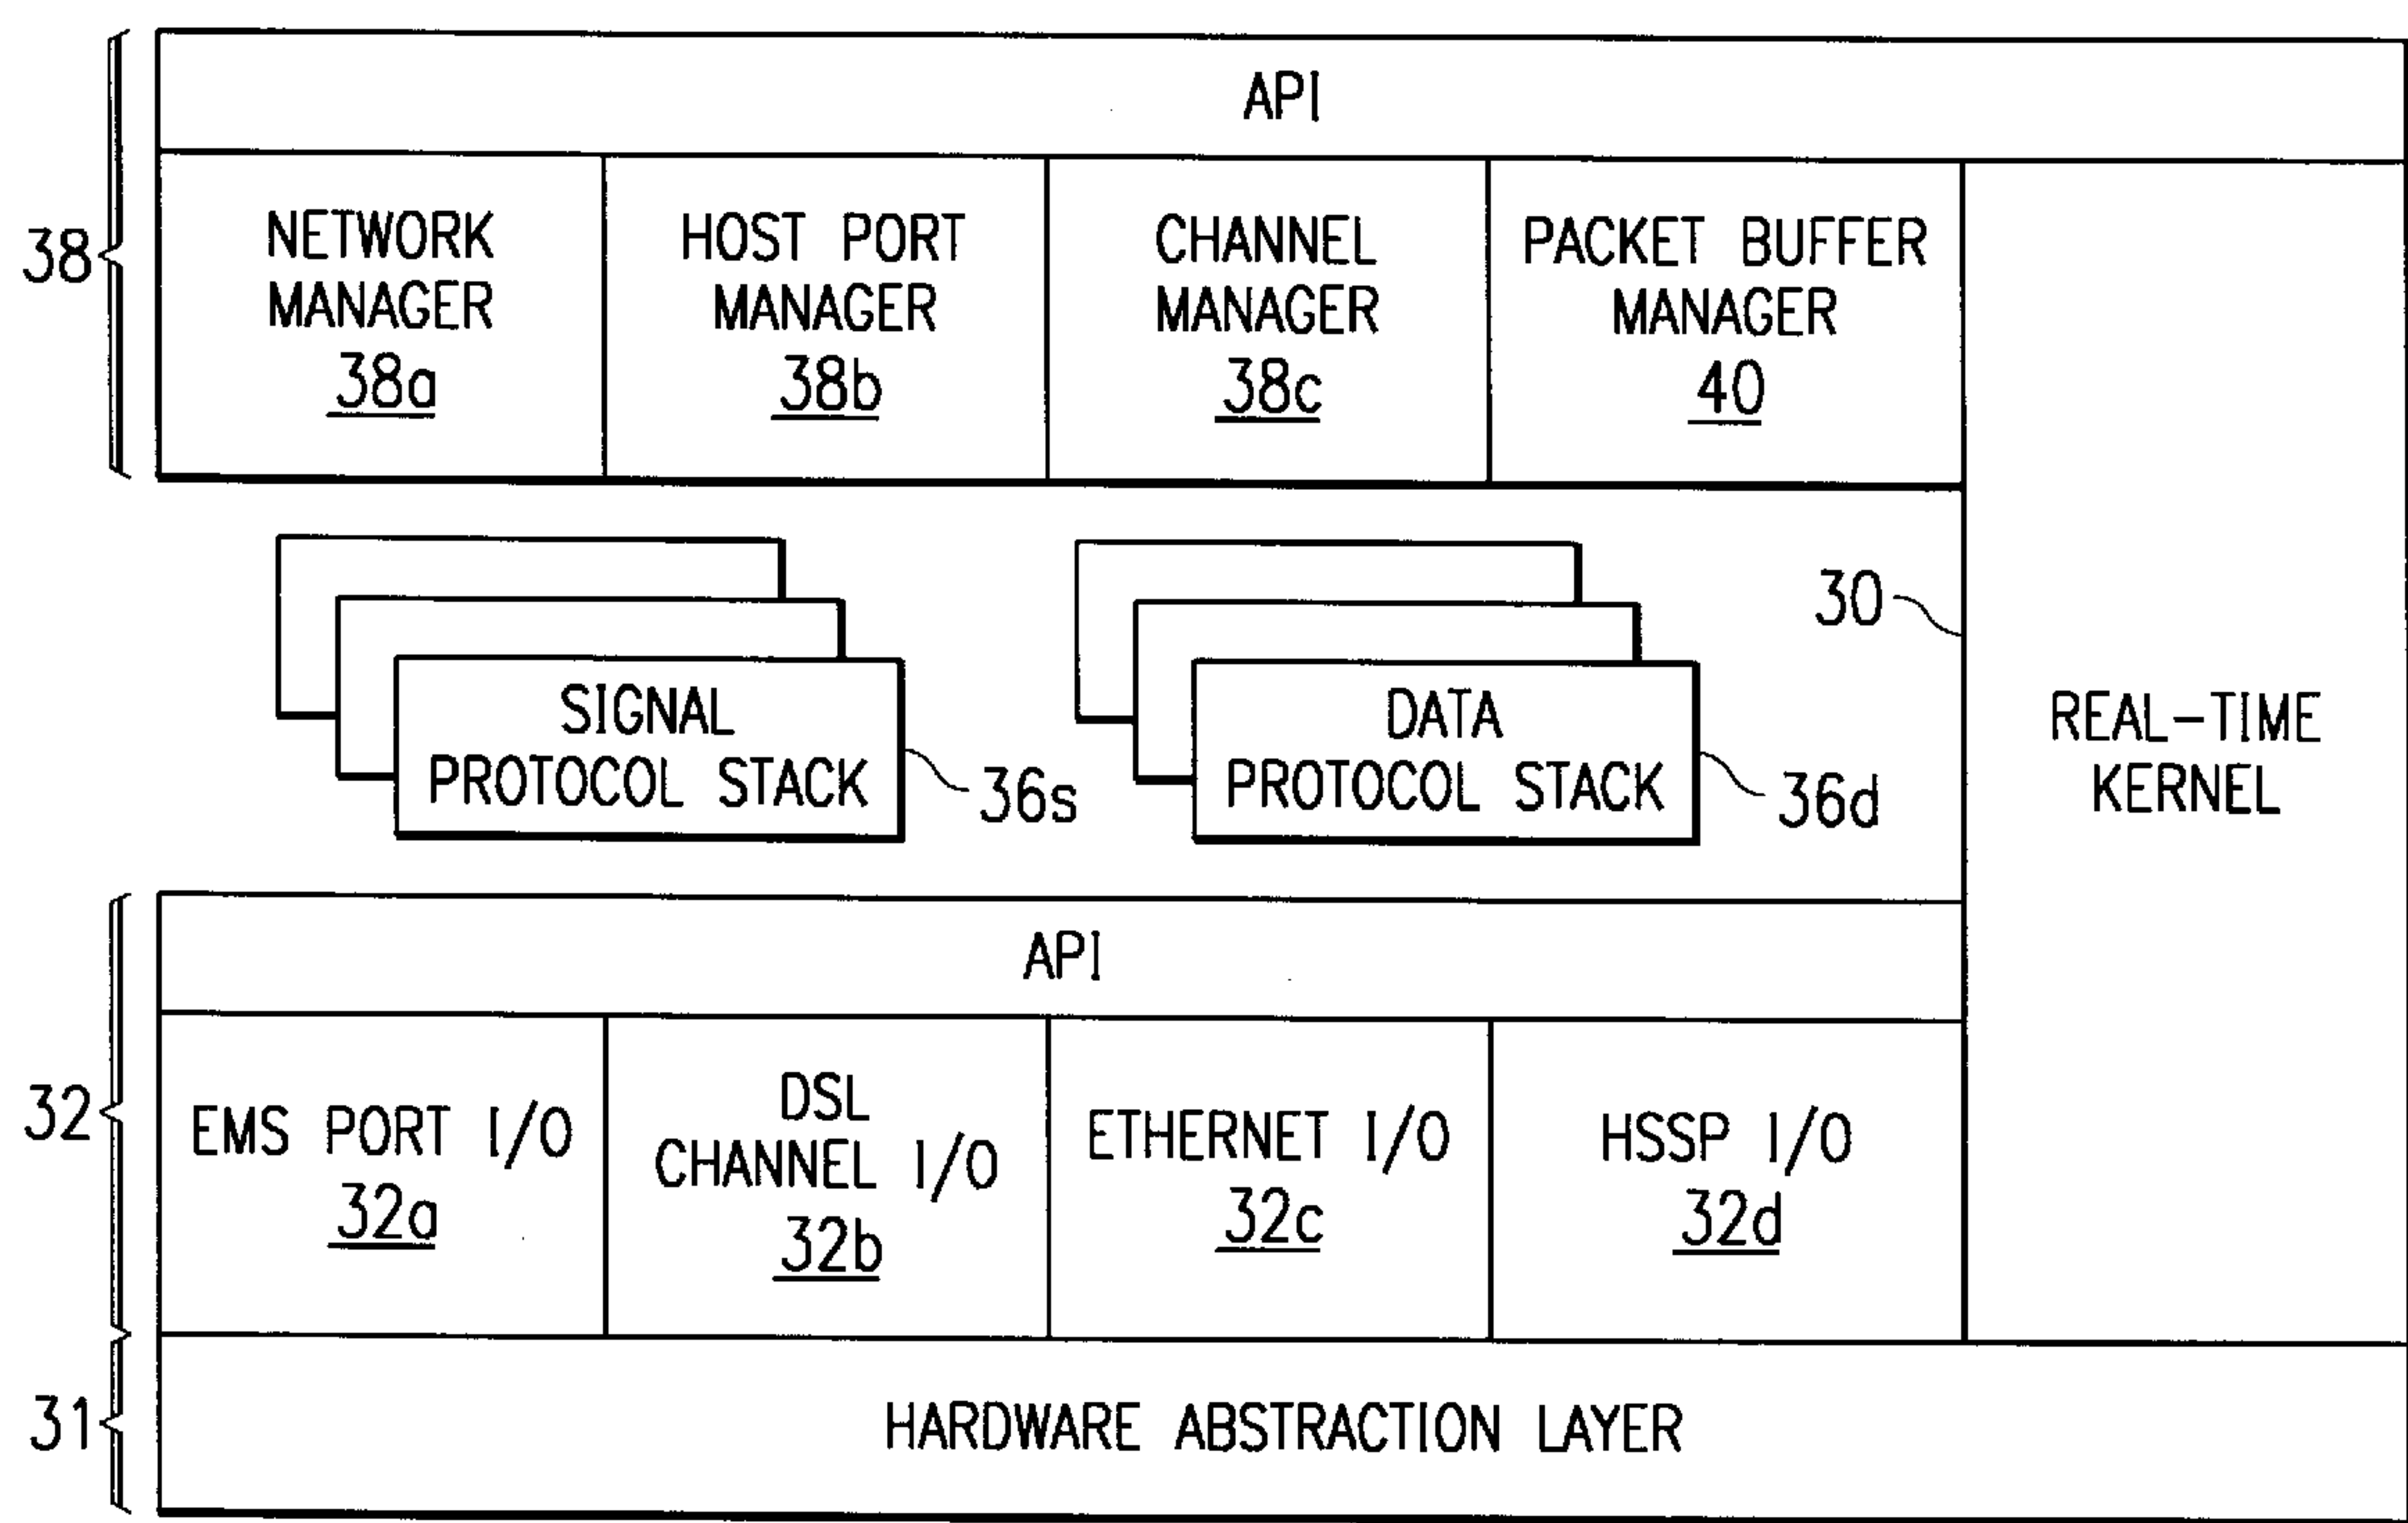 API
38
NETWORK
MANAGER
38a
HOST PORT
MANAGER
38b
CHANNEL
MANAGER
38c
PACKET BUFFER
MANAGER
40
SIGNAL
PROTOCOL STACK
36s
DATA
PROTOCOL STACK
36d
30
REAL-TIME
KERNEL
API
32
EMS PORT I/O
32a
DSL
CHANNEL I/O
32b
ETHERNET I/O
32c
HSSP I/O
32d
31
HARDWARE ABSTRACTION LAYER